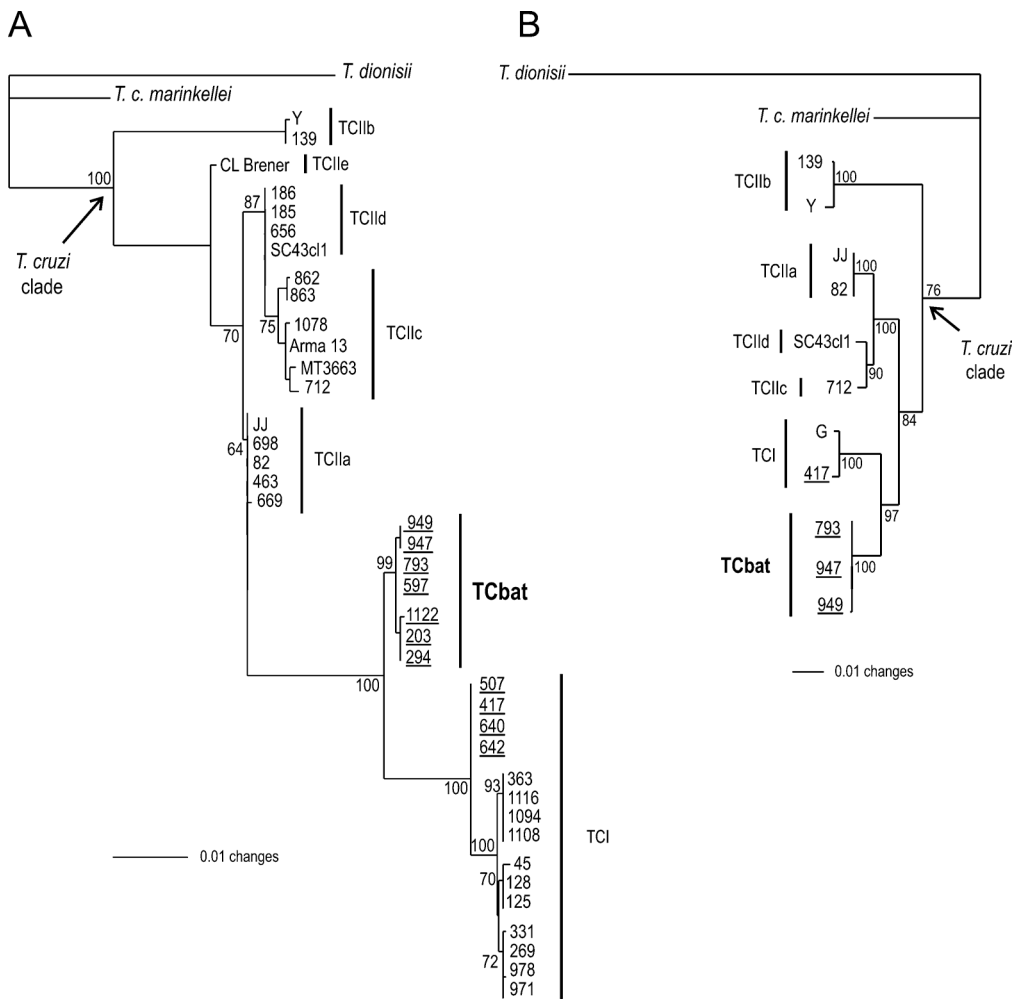 A
T. dionisii
T. c. marinkellei
Y
139
TCIIb
CL Brener
TCIIe
100
T. cruzi
clade
87
186
185
656
SC43cl1
TCIId
862
863
75
1078
Arma 13
MT3663
712
TCIIc
70
64
JJ
698
82
463
669
TCIIa
99
949
947
793
597
1122
203
294
TCbat
100
507
417
640
642
100
93
363
1116
1094
1108
100
70
45
128
125
72
331
269
978
971
TCI
0.01 changes
B
T. dionisii
T. c. marinkellei
TCIIb
139
Y
100
76
T. cruzi
clade
TCIIa
JJ
82
100
100
TCIId
SC43cl1
90
TCIIc
712
84
TCI
G
417
100
97
TCbat
793
947
949
100
0.01 changes